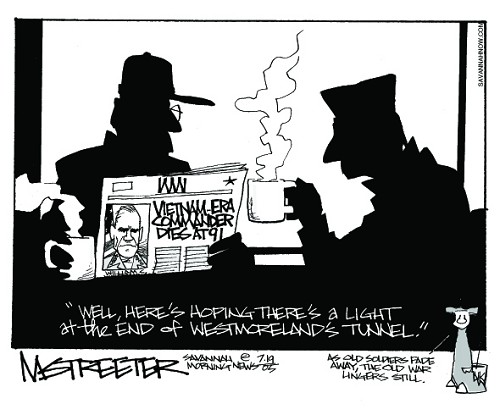 SAVANNAHNOW.COM
VIETNAM-ERA
COMMANDER
DIES AT 91
"WELL, HERE'S HOPING THERE'S A LIGHT
at the END of WESTMORELAND'S TUNNEL."
MSTREETER
SAVANNAH
MORNING NEWS
© 7.19
05
AS OLD SOLDIERS FADE
AWAY, THE OLD WAR
LINGERS STILL.